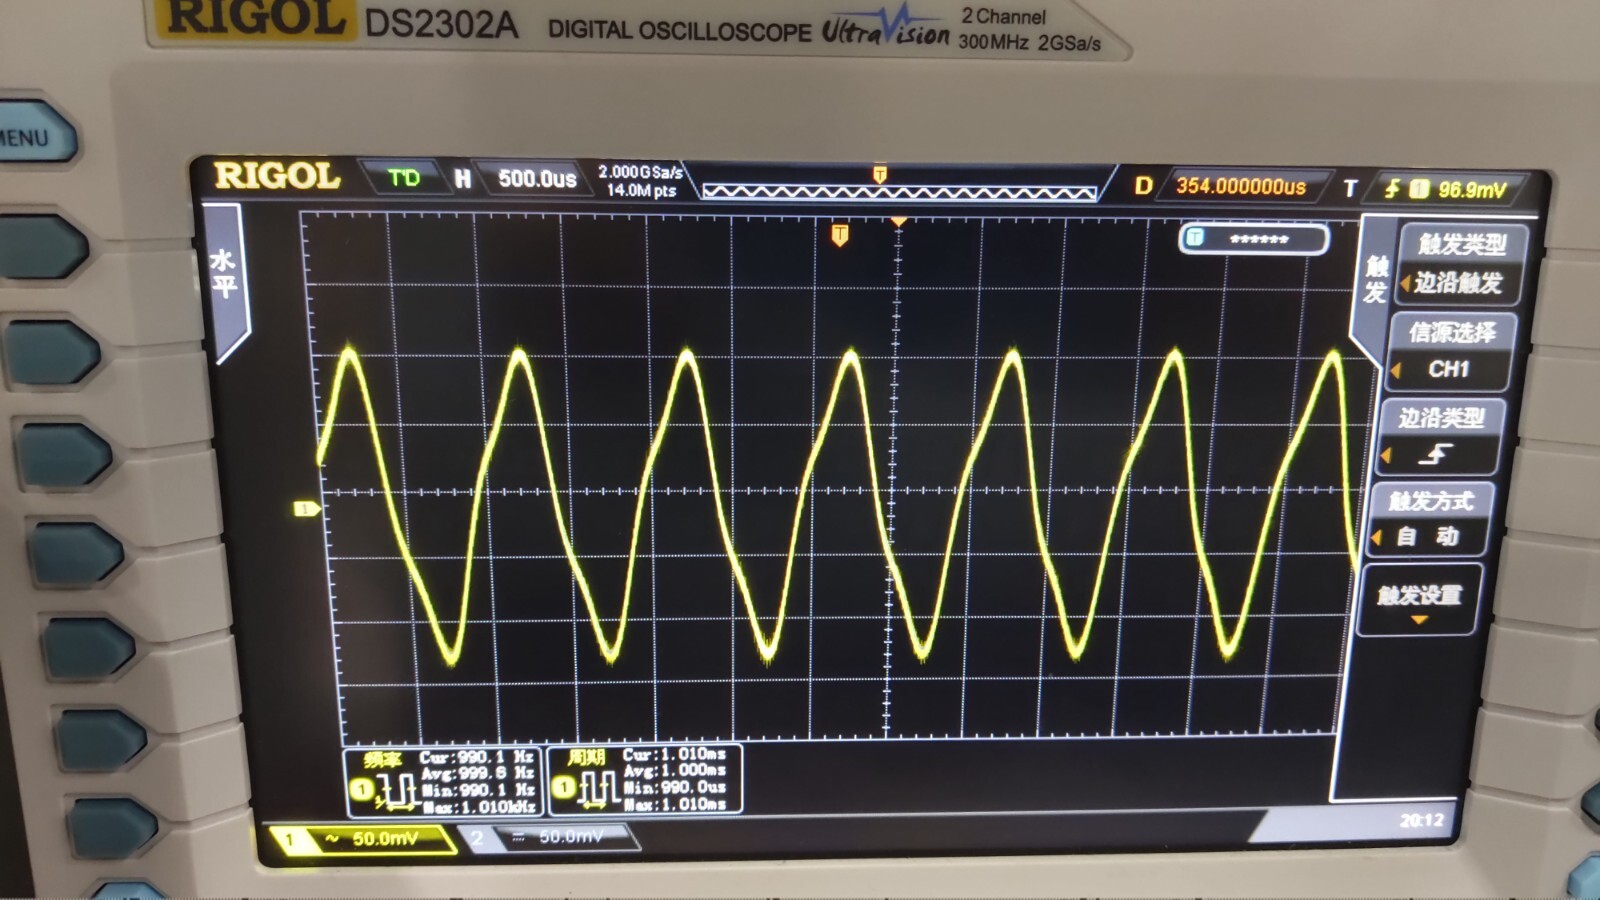 RIGOL DS2302A DIGITAL OSCILLOSCOPE UltraVision 2 Channel
300MHz 2GSa/s
MENU
RIGOL T'D H 500.0us 2.000GSa/s
14.0M pts
D 354.000000us T 1 96.9mV
水平
T
T
T ******
触发
触发类型
边沿触发
信源选择
CH1
边沿类型
触发方式
自动
触发设置
1
频率
1
Cur:990.1 Hz
Avg:999.8 Hz
Min:990.1 Hz
Max:1.010kHz
周期
1
Cur:1.010ms
Avg:1.000ms
Min:990.0us
Max:1.010ms
1 ~ 50.0mV 2 50.0mV
20:12